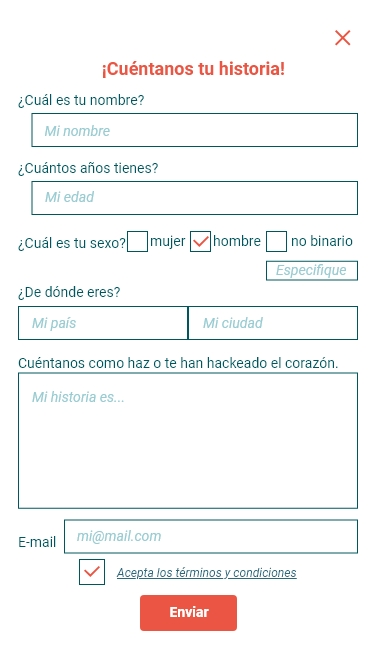 ¡Cuéntanos tu historia!
¿Cuál es tu nombre?
Mi nombre
¿Cuántos años tienes?
Mi edad
¿Cuál es tu sexo? mujer hombre no binario
Especifique
¿De dónde eres?
Mi país Mi ciudad
Cuéntanos como haz o te han hackeado el corazón.
Mi historia es...
E-mail mi@mail.com
Acepta los términos y condiciones
Enviar